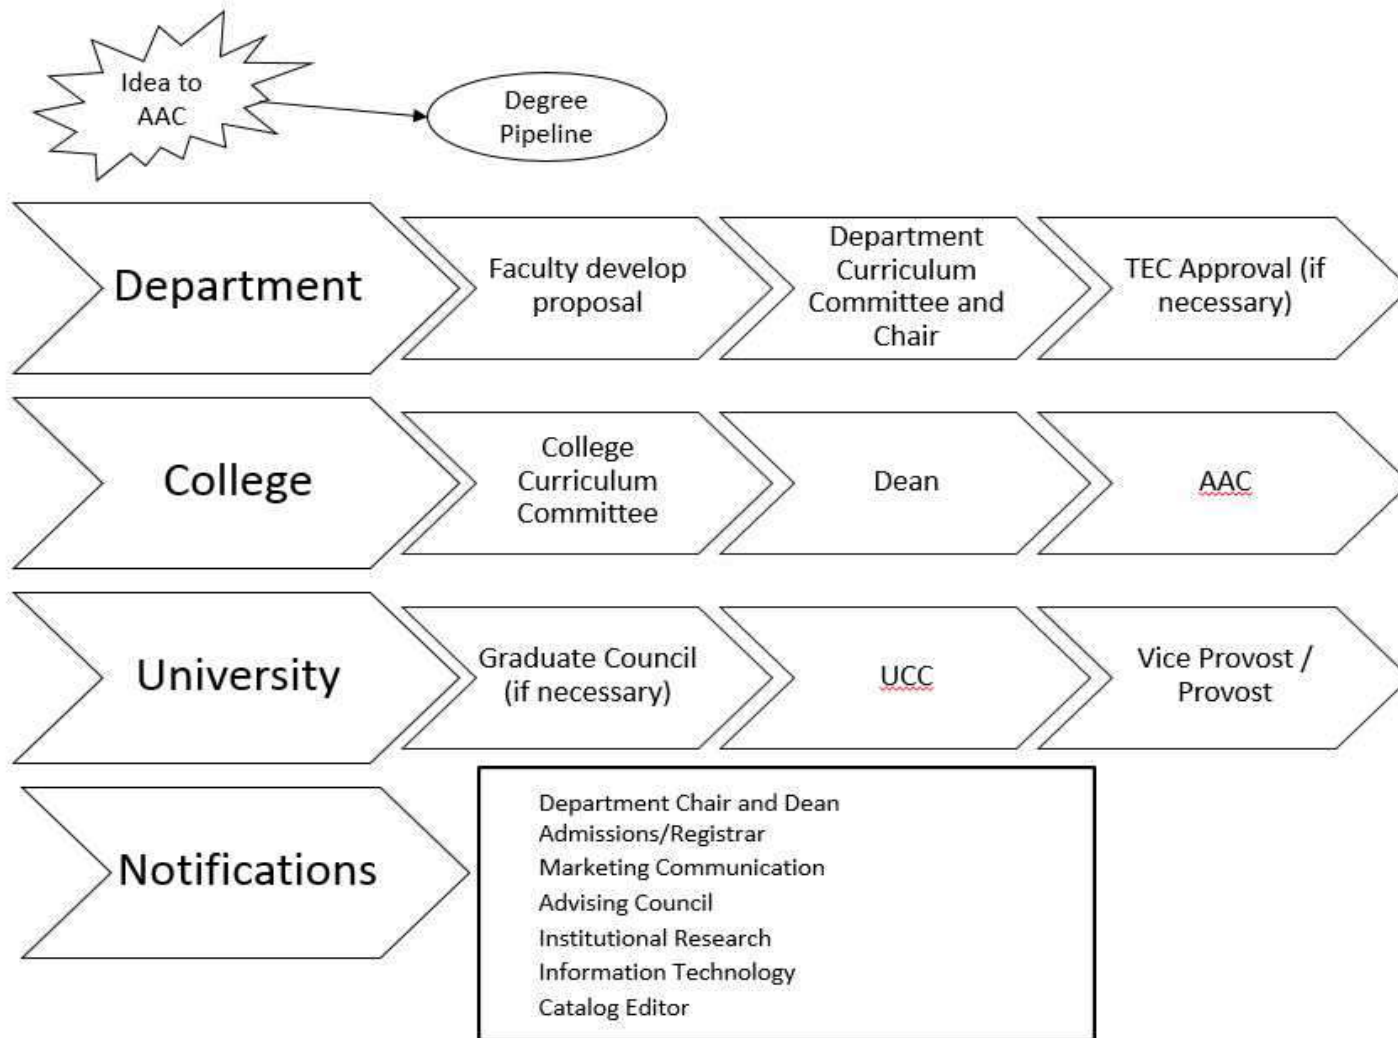 Idea to
AAC
Degree
Pipeline
Department
Faculty develop
proposal
Department
Curriculum
Committee and
Chair
TEC Approval (if
necessary)
College
College
Curriculum
Committee
Dean
AAC
University
Graduate Council
(if necessary)
UCC
Vice Provost /
Provost
Notifications
Department Chair and Dean
Admissions/Registrar
Marketing Communication
Advising Council
Institutional Research
Information Technology
Catalog Editor